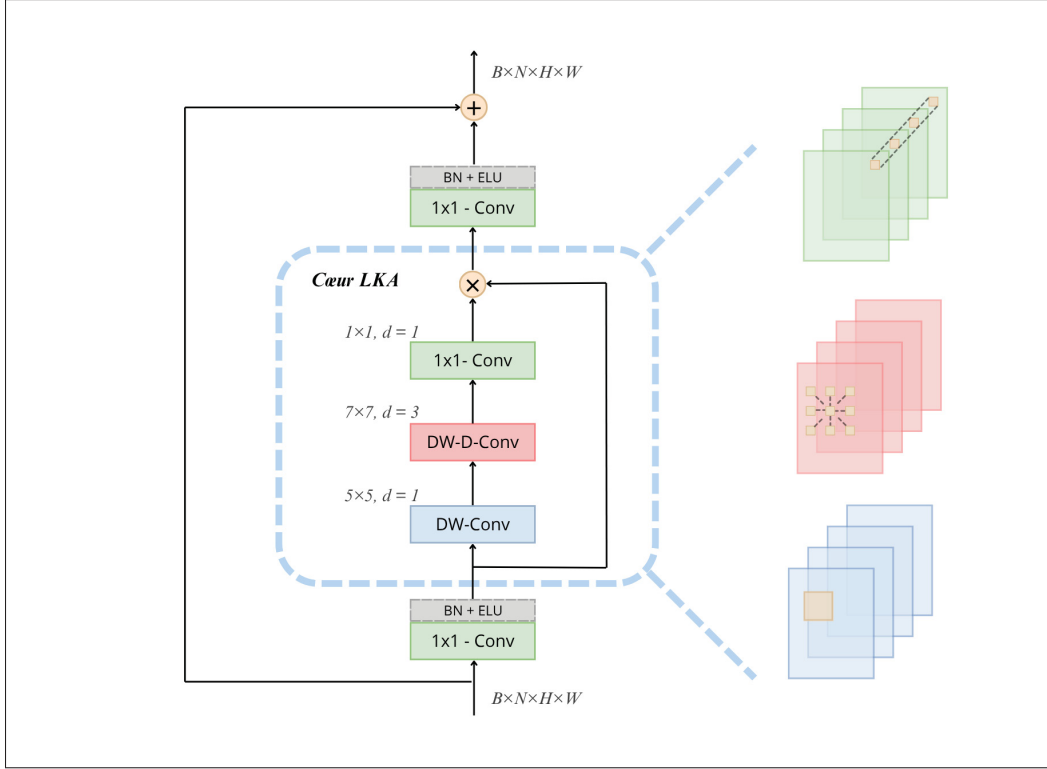 B×N×H×W
+
BN + ELU
1x1 - Conv
Cœur LKA
×
1×1, d = 1
1x1- Conv
7×7, d = 3
DW-D-Conv
5×5, d = 1
DW-Conv
BN + ELU
1x1 - Conv
B×N×H×W